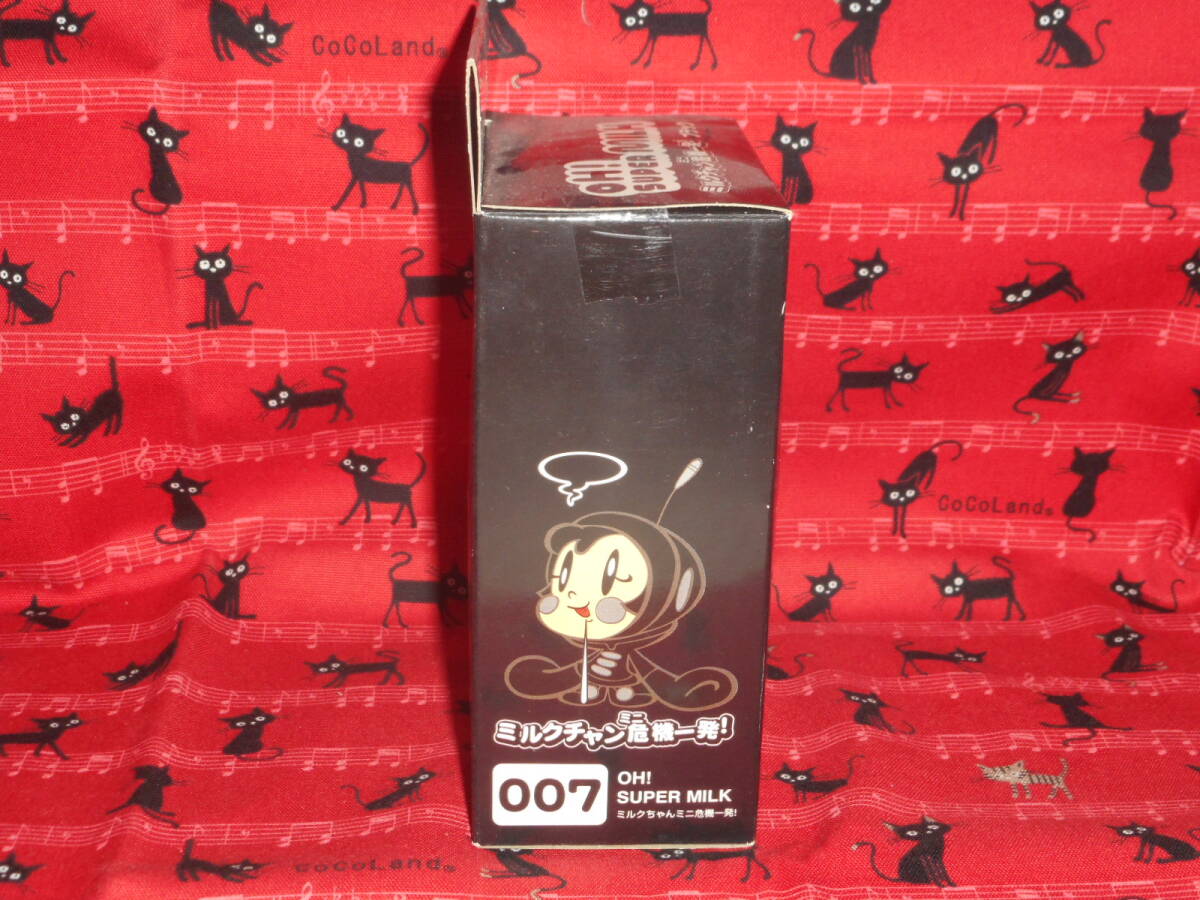 CoCoLand®
OH!
SUPER MILK
CoCoLand®
ミニ
ミルクチャン危機一発!
007
OH!
SUPER MILK
ミルクちゃんミニ危機一発!
CoCoLand®